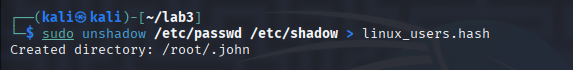 ┌──(kali㉿kali)-[~/lab3]
└─$ sudo unshadow /etc/passwd /etc/shadow > linux_users.hash
Created directory: /root/.john